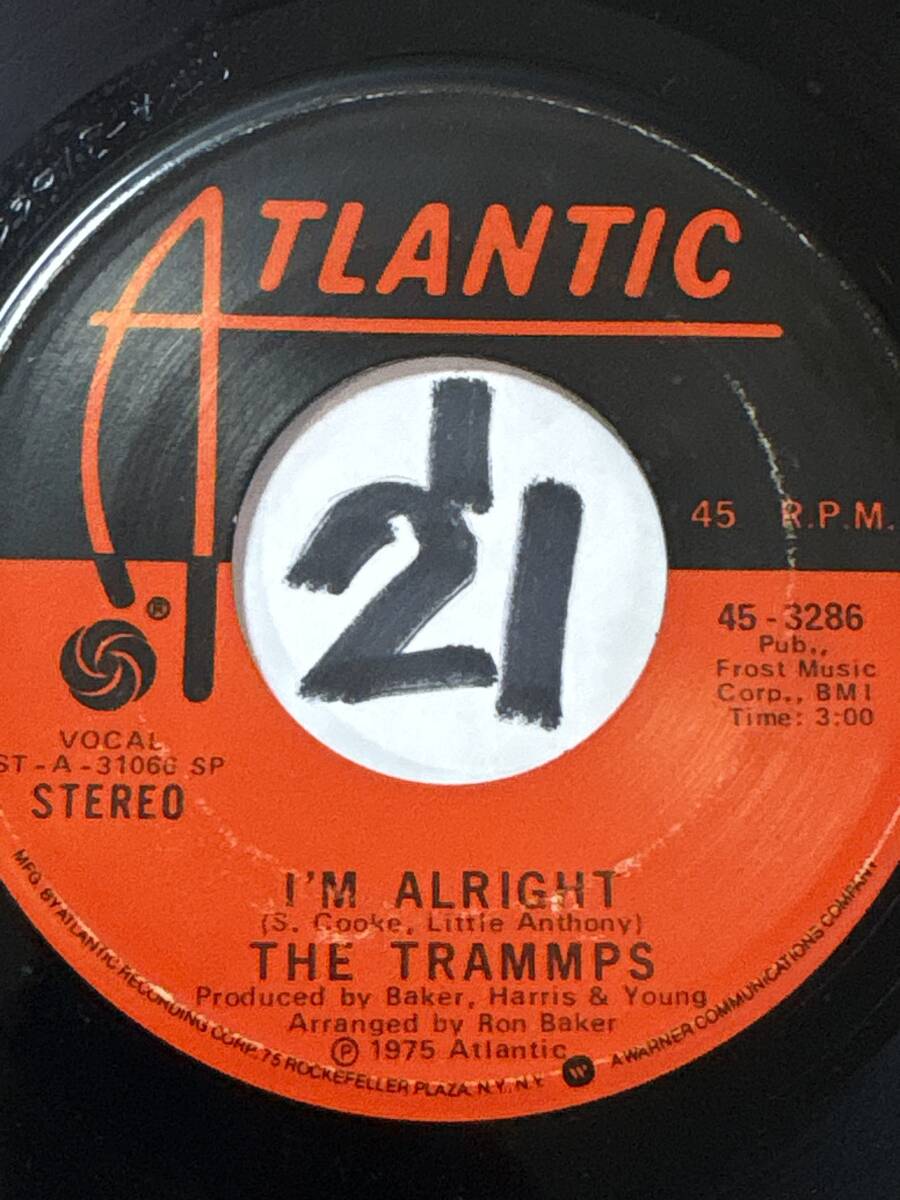 ATLANTIC
21
45 R.P.M.
®
45-3286
Pub.,
Frost Music
Corp., BMI
Time: 3:00
VOCAL
ST-A-31066 SP
STEREO
I'M ALRIGHT
(S. Cooke, Little Anthony)
THE TRAMMPS
Produced by Baker, Harris & Young
Arranged by Ron Baker
℗ 1975 Atlantic
MFG. BY ATLANTIC RECORDING CORP. 75 ROCKEFELLER PLAZA, N.Y., N.Y. A WARNER COMMUNICATIONS COMPANY